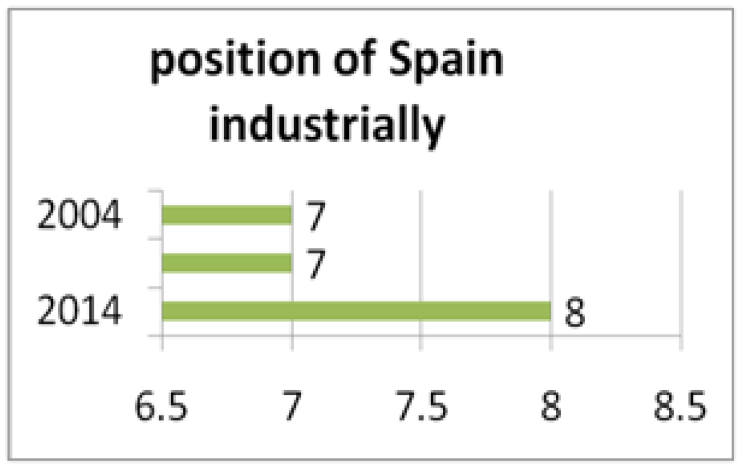 position of Spain
industrially
2004 7
7
2014 8
6.5 7 7.5 8 8.5